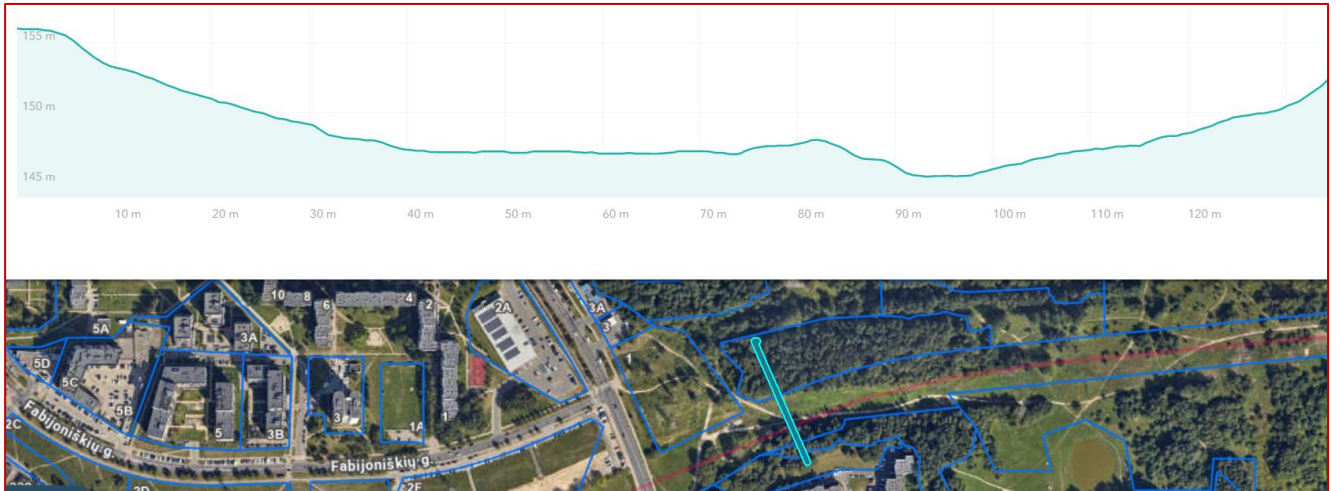 155 m
150 m
145 m
10 m 20 m 30 m 40 m 50 m 60 m 70 m 80 m 90 m 100 m 110 m 120 m
10 8 6 4 2 2A 3A
5A 3A 3 1
5D
5C
5B 5 3B 3 1A 1
2C
Fabijoniškių g. Fabijoniškių g.
2D 2F